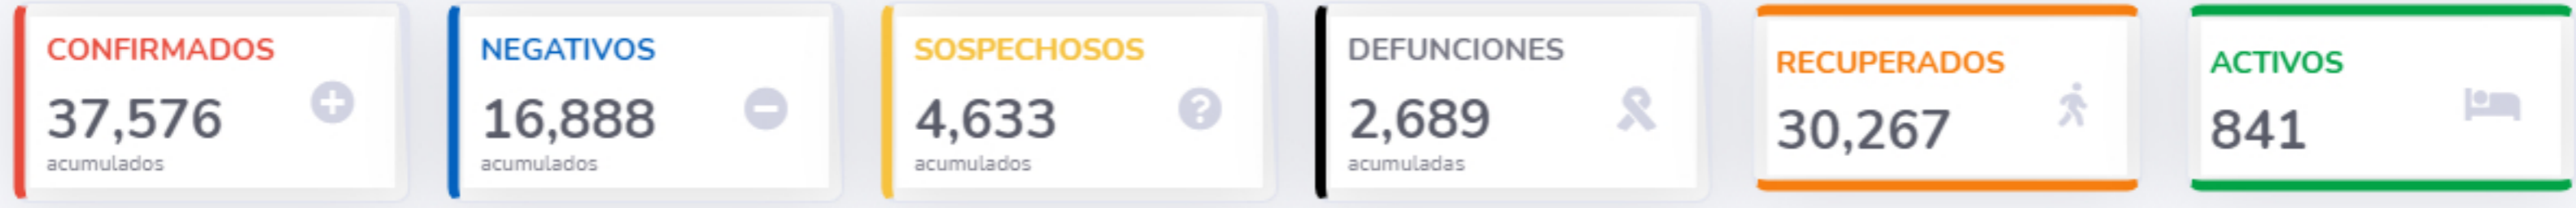 CONFIRMADOS
37,576
acumulados
NEGATIVOS
16,888
acumulados
SOSPECHOSOS
4,633
acumulados
DEFUNCIONES
2,689
acumuladas
RECUPERADOS
30,267
ACTIVOS
841